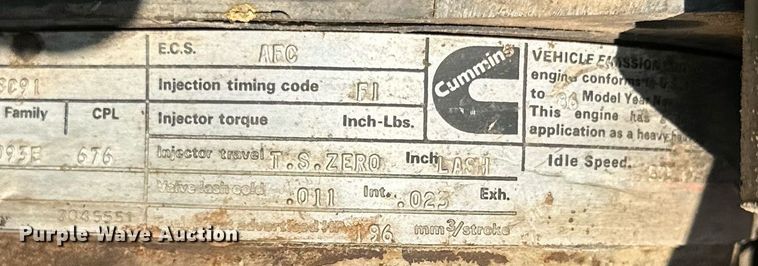 E.C.S. AFC
Injection timing code FI
Family CPL Injector torque Inch-Lbs.
093E 676 Injector travel T.S.ZERO Inch LASH
Valve lash cold .011 Int. .023 Exh.
3045551
196 mm³/stroke
Cummins
VEHICLE EMISSION
engine conforms to U.S.
to Model Year
This engine has
application as a heavy
Idle Speed.
Purple Wave Auction